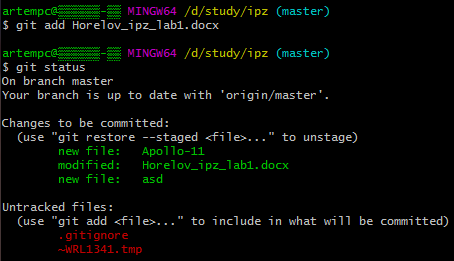 artempc@▒▒▒▒▒▒-▒▒ MINGW64 /d/study/ipz (master)
$ git add Horelov_ipz_lab1.docx
artempc@▒▒▒▒▒▒-▒▒ MINGW64 /d/study/ipz (master)
$ git status
On branch master
Your branch is up to date with 'origin/master'.
Changes to be committed:
(use "git restore --staged <file>..." to unstage)
new file: Apollo-11
modified: Horelov_ipz_lab1.docx
new file: asd
Untracked files:
(use "git add <file>..." to include in what will be committed)
.gitignore
~WRL1341.tmp